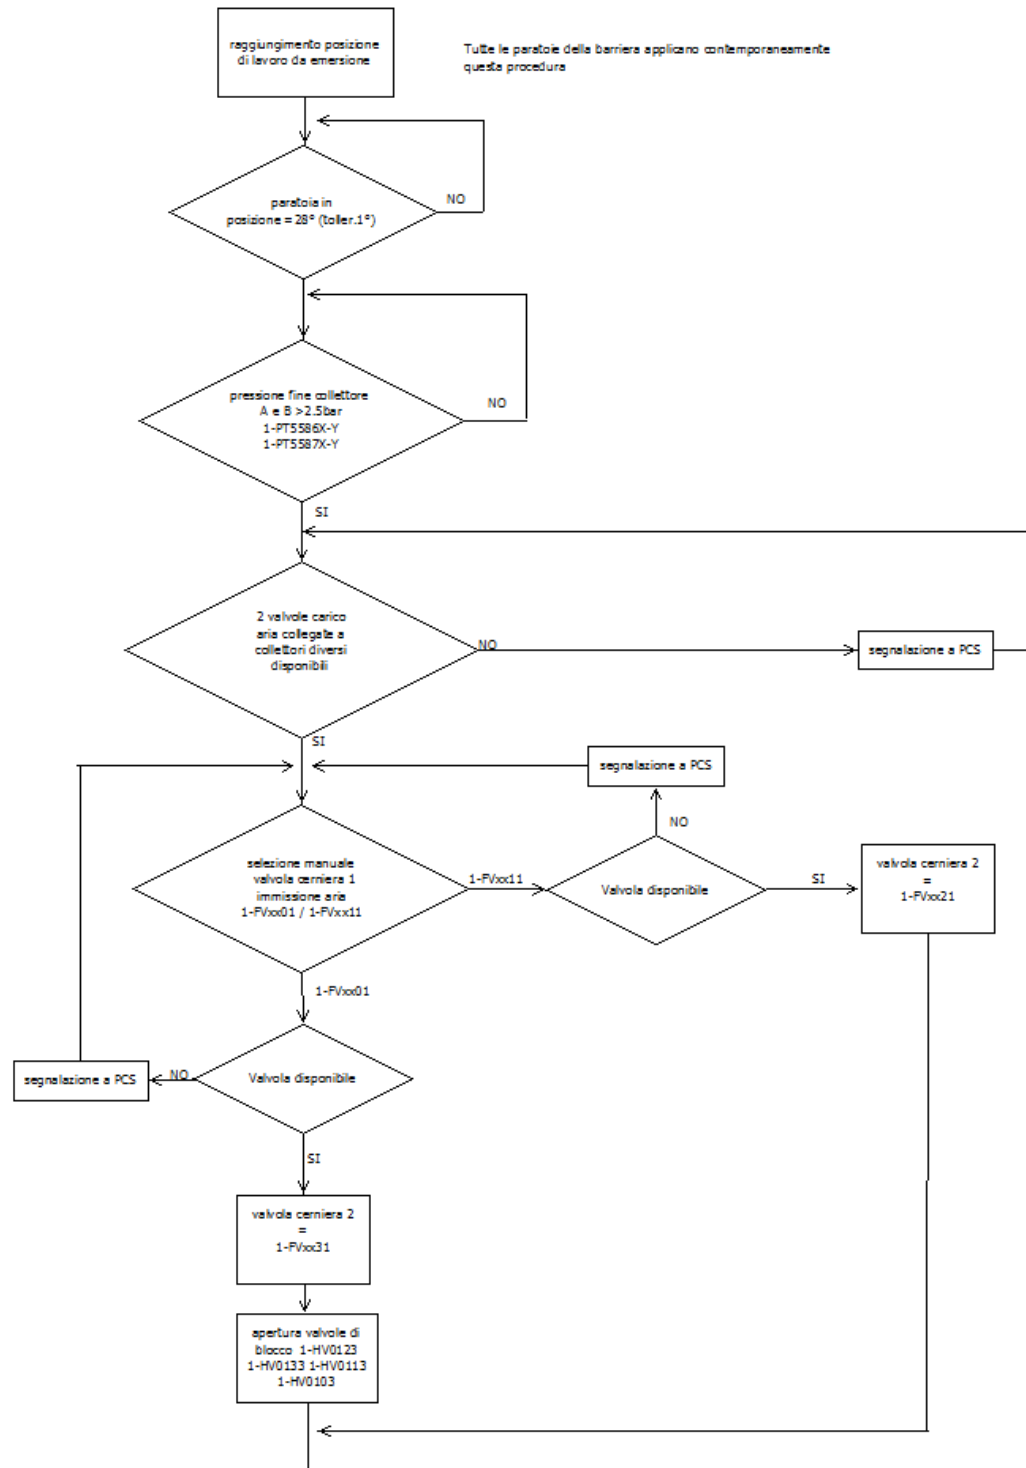 raggiungimento posizione
di lavoro da emersione
Tutte le paratoie della barriera applicano contemporaneamente
questa procedura
NO
paratoia in
posizione = 28° (toller.1°)
pressione fine collettore
A e B >2.5bar
1-PT5586X-Y
1-PT5587X-Y
NO
SI
2 valvole carico
aria collegate a
collettori diversi
disponibili
NO
segnalazione a PCS
SI
segnalazione a PCS
NO
selezione manuale
valvola cerniera 1
immissione aria
1-FVxx01 / 1-FVxx11
1-FVxx11
Valvola disponibile
SI
valvola cerniera 2
=
1-FVxx21
1-FVxx01
segnalazione a PCS
NO
Valvola disponibile
SI
valvola cerniera 2
=
1-FVxx31
apertura valvole di
blocco 1-HV0123
1-HV0133 1-HV0113
1-HV0103